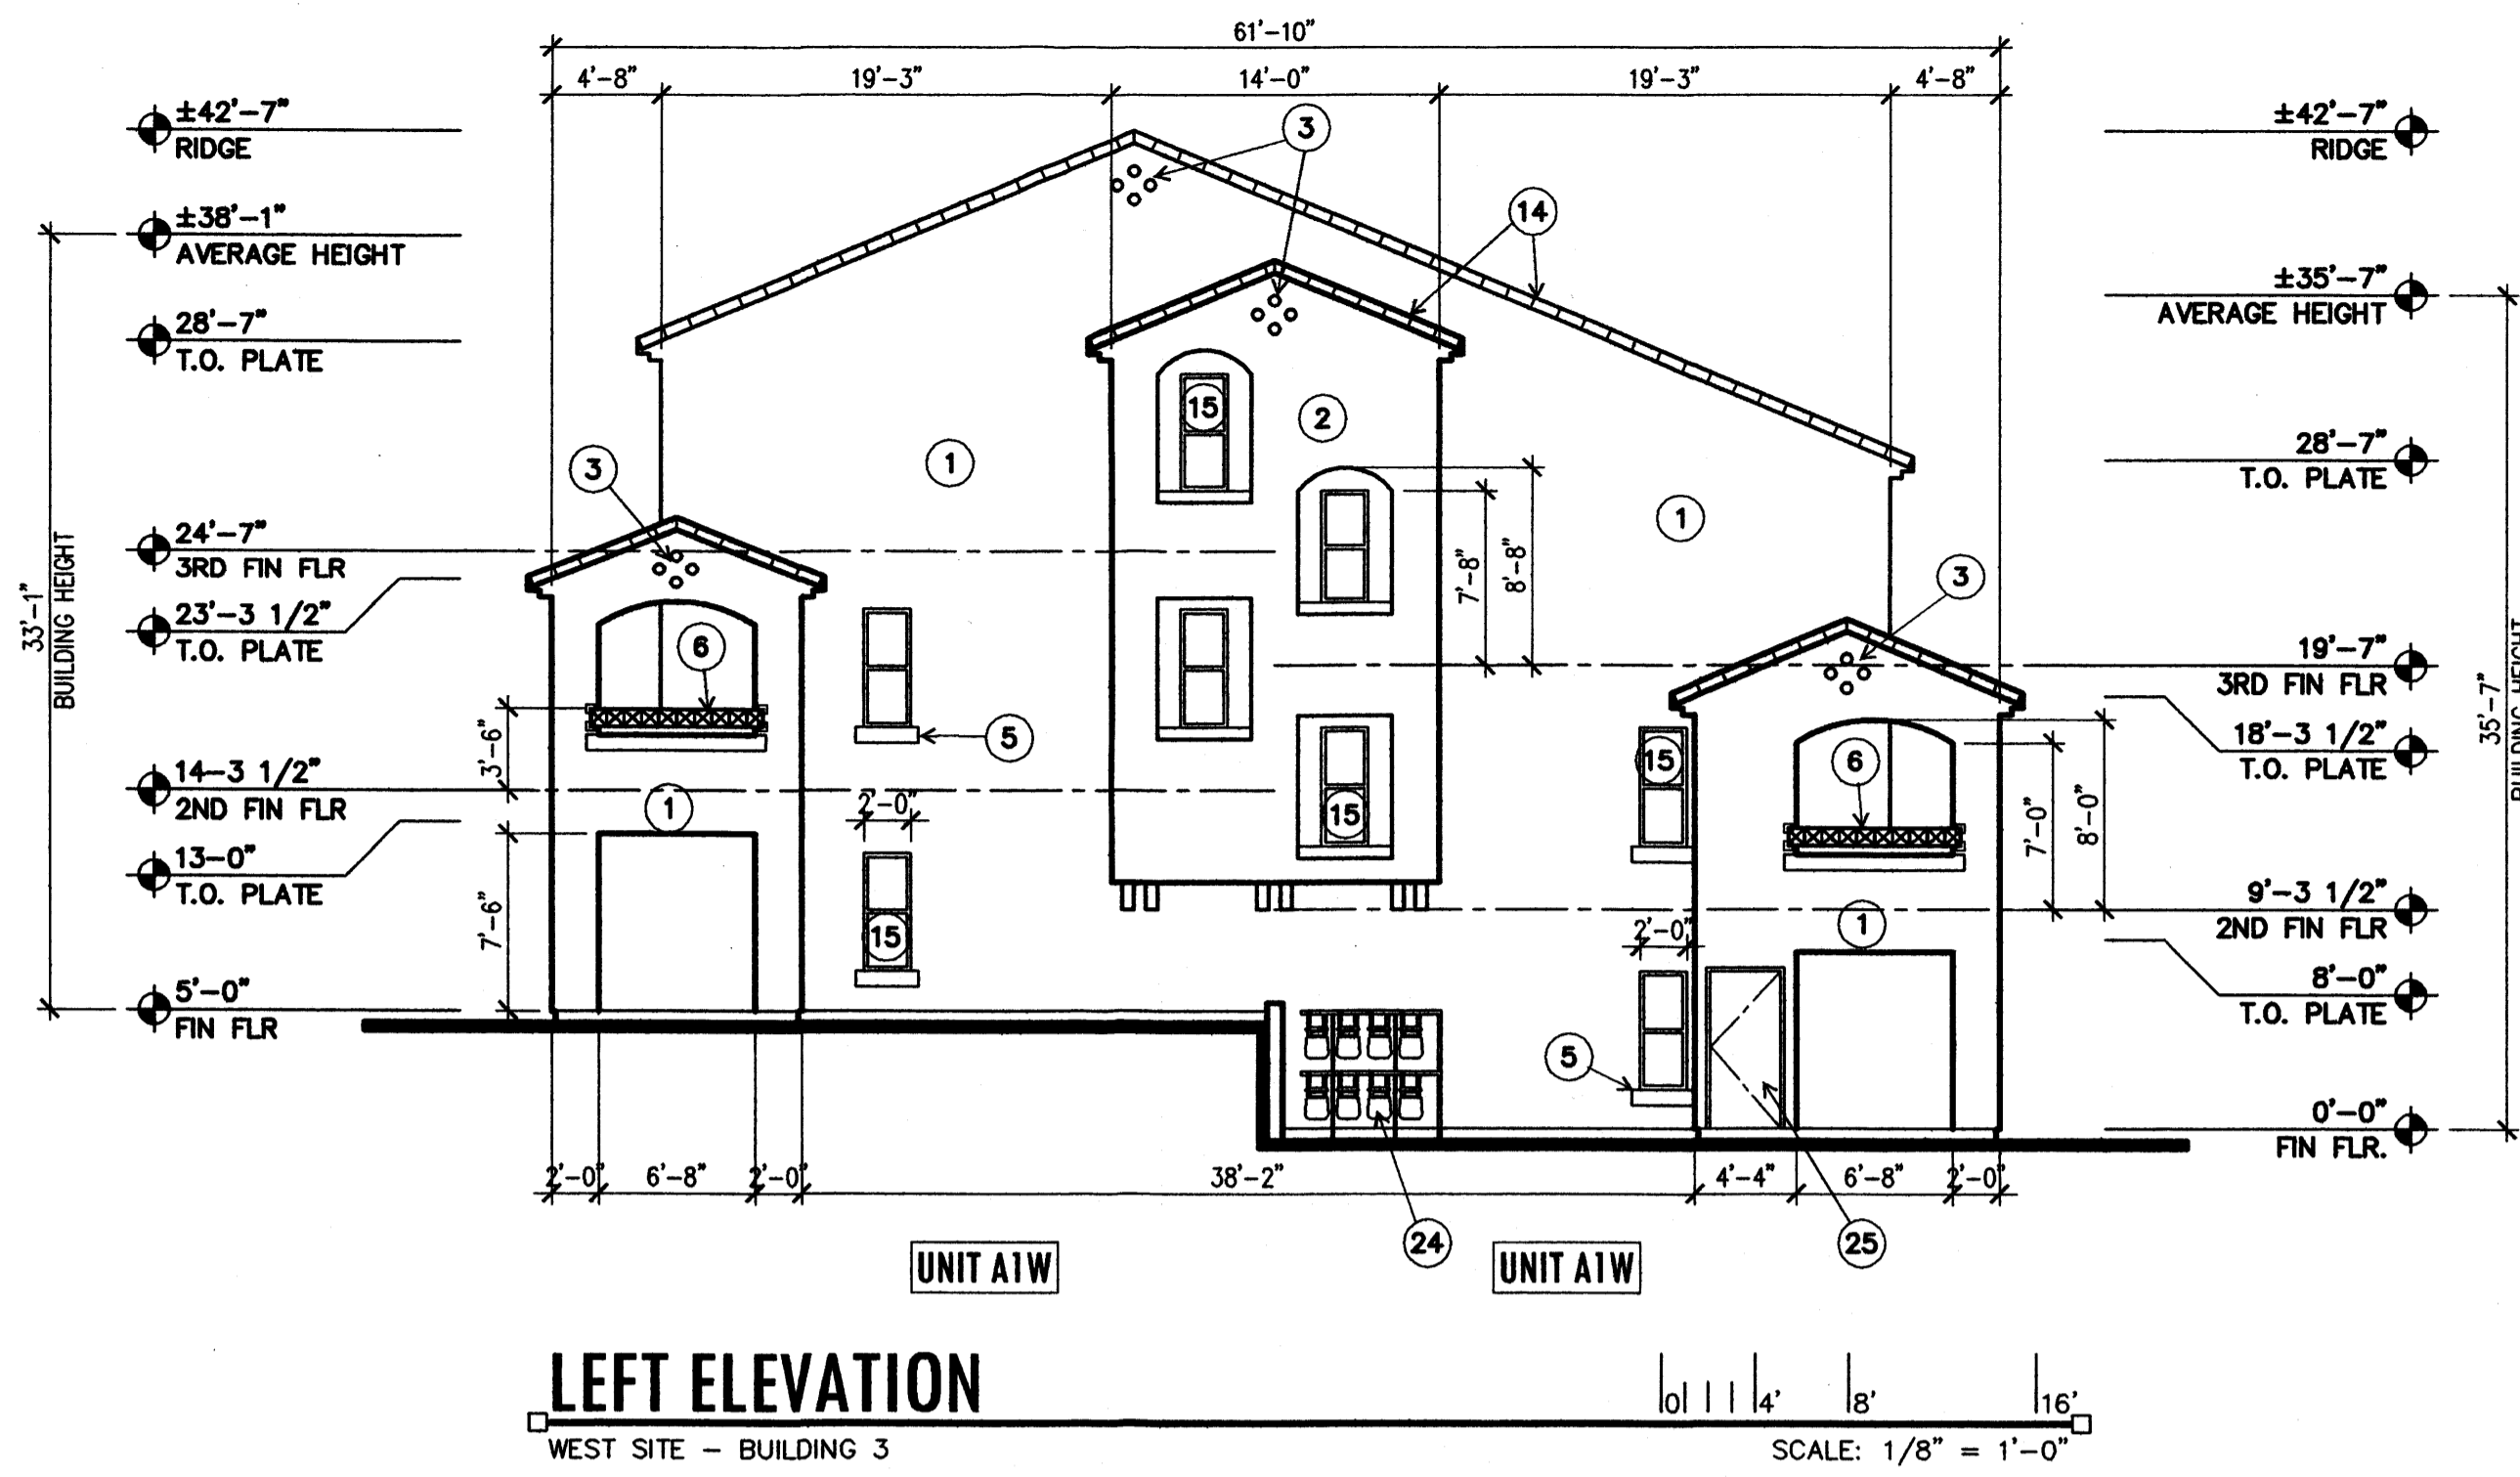 61'-10"
4'-8" 19'-3" 14'-0" 19'-3" 4'-8"
±42'-7"
RIDGE
±38'-1"
AVERAGE HEIGHT
28'-7"
T.O. PLATE
24'-7"
3RD FIN FLR
23'-3 1/2"
T.O. PLATE
14-3 1/2"
2ND FIN FLR
13-0"
T.O. PLATE
5'-0"
FIN FLR
33'-1"
BUILDING HEIGHT
3
14
15
2
1
3
1
3
6
7'-8"
8'-8"
5
3'-6"
1
2'-0"
15
7'-6"
15
15
6
7'-0"
8'-0"
1
2'-0"
5
±42'-7"
RIDGE
±35'-7"
AVERAGE HEIGHT
28'-7"
T.O. PLATE
19'-7"
3RD FIN FLR
18'-3 1/2"
T.O. PLATE
9'-3 1/2"
2ND FIN FLR
8'-0"
T.O. PLATE
0'-0"
FIN FLR.
35'-7"
BUILDING HEIGHT
2'-0" 6'-8" 2'-0" 38'-2" 4'-4" 6'-8" 2'-0"
24
25
UNIT A1W
UNIT A1W
LEFT ELEVATION
0 4' 8' 16'
WEST SITE - BUILDING 3
SCALE: 1/8" = 1'-0"